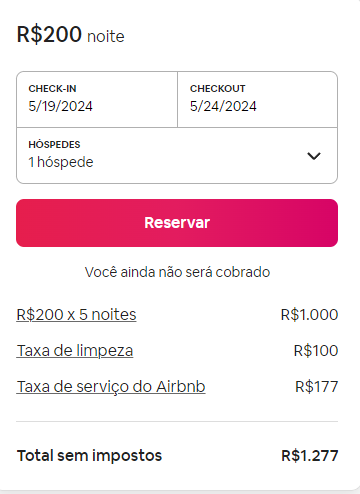 R$200 noite
CHECK-IN
5/19/2024
CHECKOUT
5/24/2024
HÓSPEDES
1 hóspede
Reservar
Você ainda não será cobrado
R$200 x 5 noites R$1.000
Taxa de limpeza R$100
Taxa de serviço do Airbnb R$177
Total sem impostos R$1.277